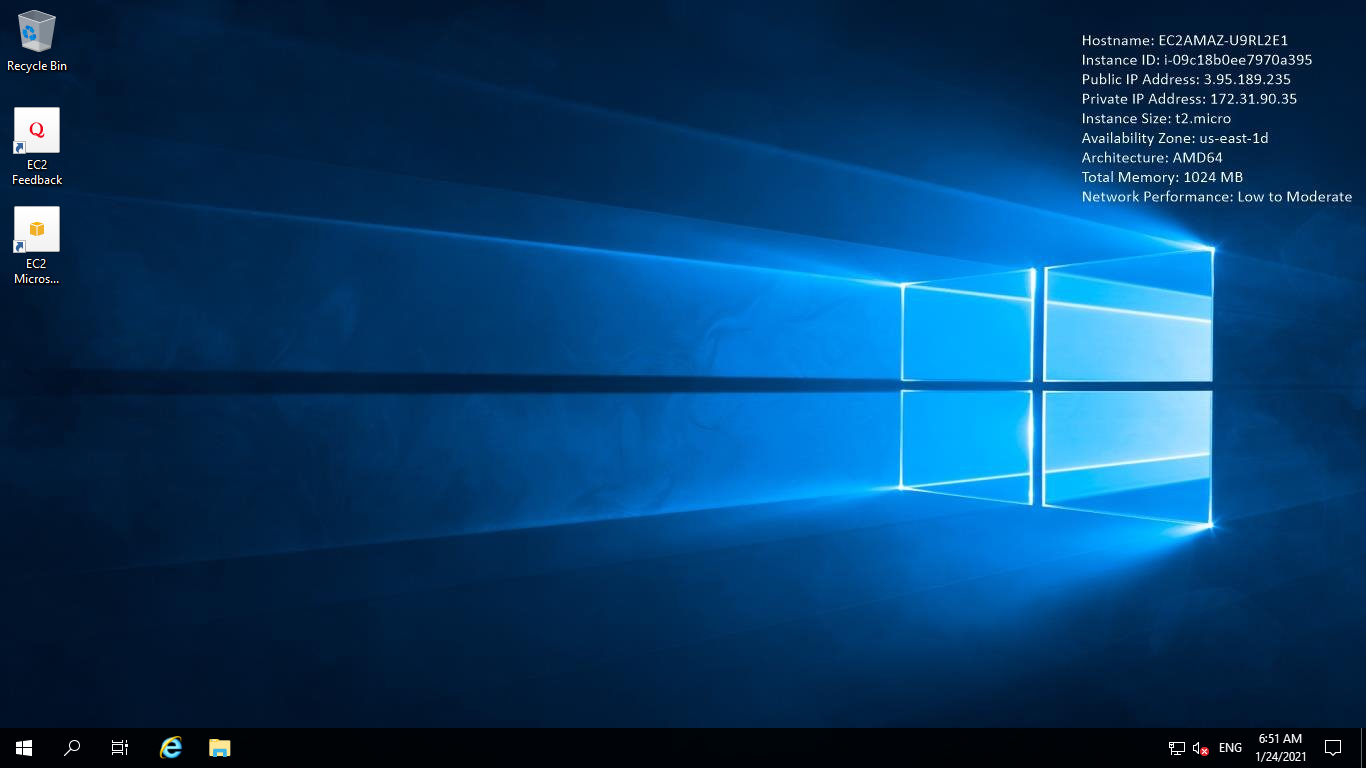 Recycle Bin
Q
EC2
Feedback
EC2
Micros...
Hostname: EC2AMAZ-U9RL2E1
Instance ID: i-09c18b0ee7970a395
Public IP Address: 3.95.189.235
Private IP Address: 172.31.90.35
Instance Size: t2.micro
Availability Zone: us-east-1d
Architecture: AMD64
Total Memory: 1024 MB
Network Performance: Low to Moderate
ENG
6:51 AM
1/24/2021